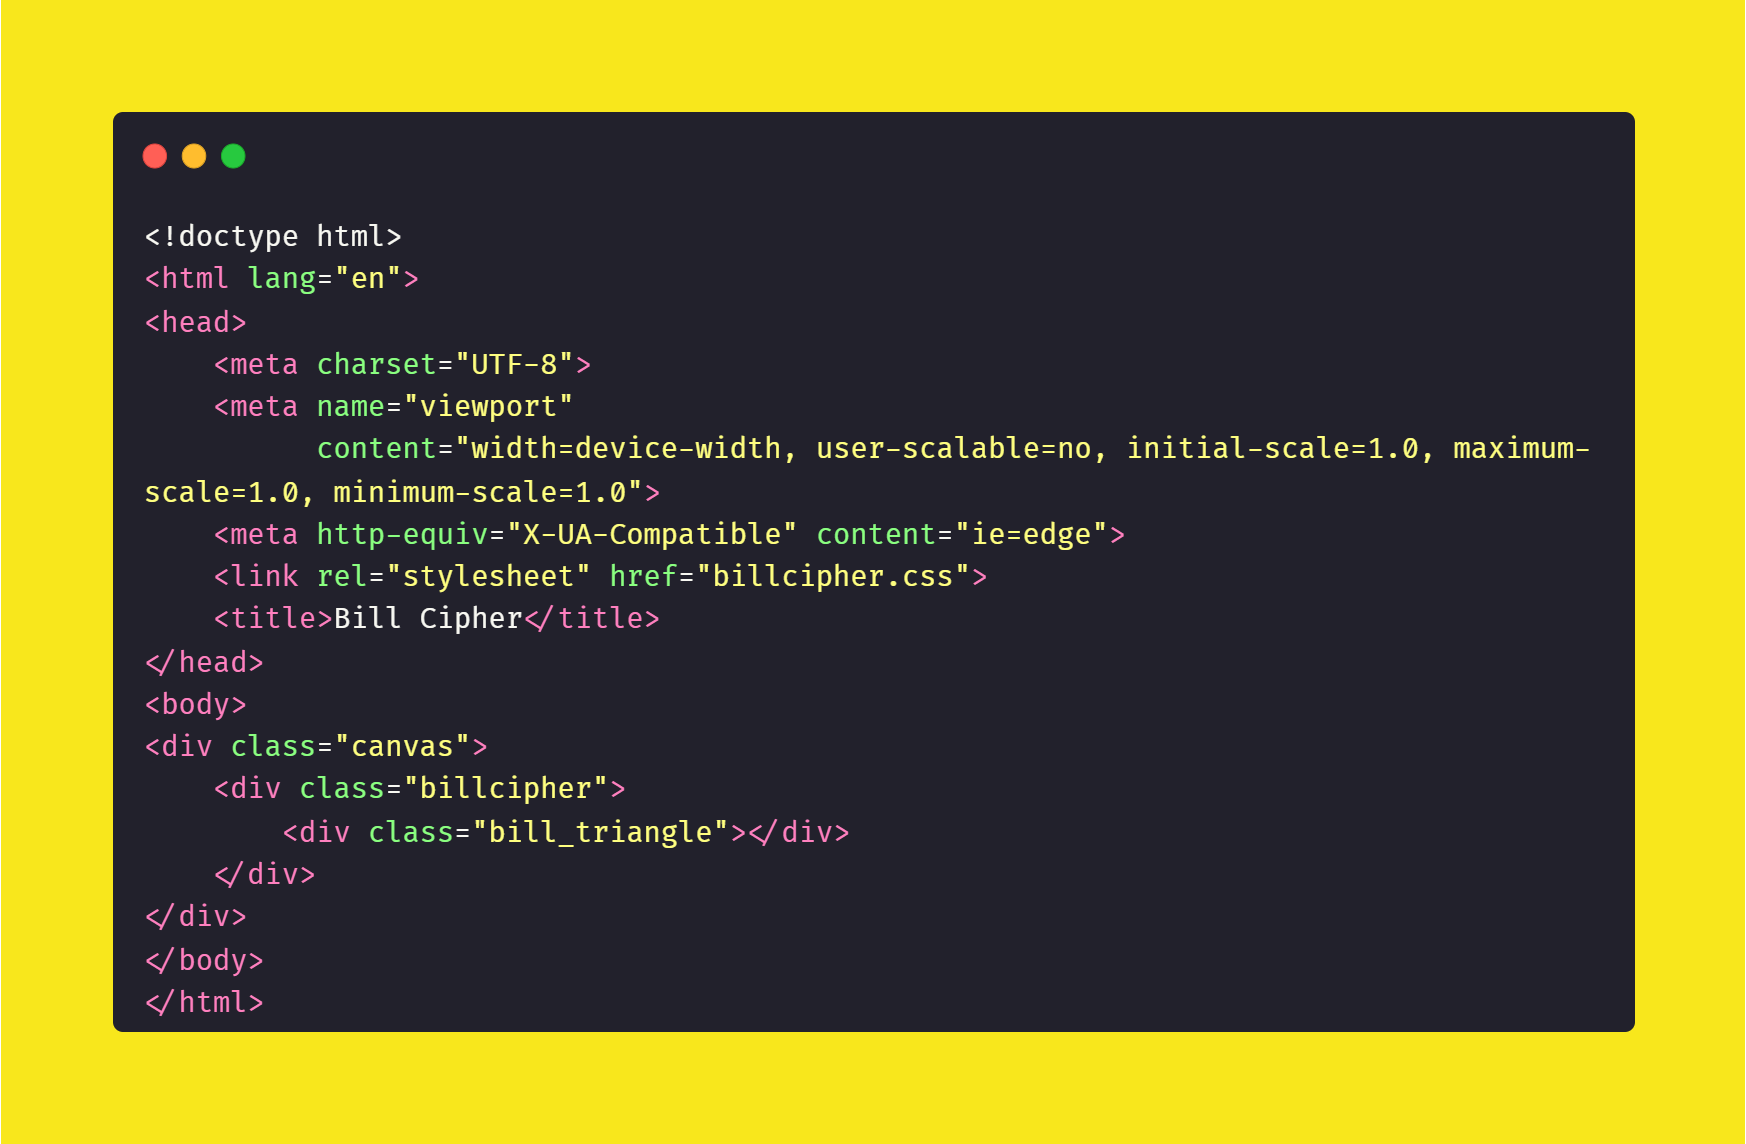 <!doctype html>
<html lang="en">
<head>
    <meta charset="UTF-8">
    <meta name="viewport"
          content="width=device-width, user-scalable=no, initial-scale=1.0, maximum-
scale=1.0, minimum-scale=1.0">
    <meta http-equiv="X-UA-Compatible" content="ie=edge">
    <link rel="stylesheet" href="billcipher.css">
    <title>Bill Cipher</title>
</head>
<body>
<div class="canvas">
    <div class="billcipher">
        <div class="bill_triangle"></div>
    </div>
</div>
</body>
</html>